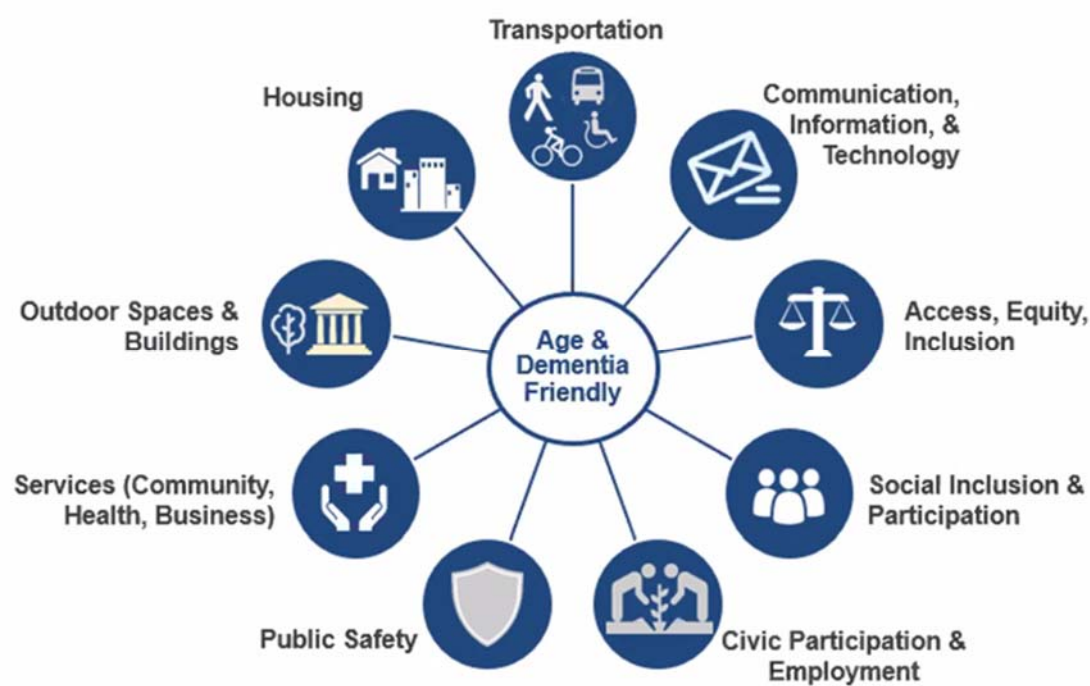 Transportation
Housing
Communication,
Information, &
Technology
Outdoor Spaces &
Buildings
Age &
Dementia
Friendly
Access, Equity,
Inclusion
Services (Community,
Health, Business)
Social Inclusion &
Participation
Public Safety
Civic Participation &
Employment